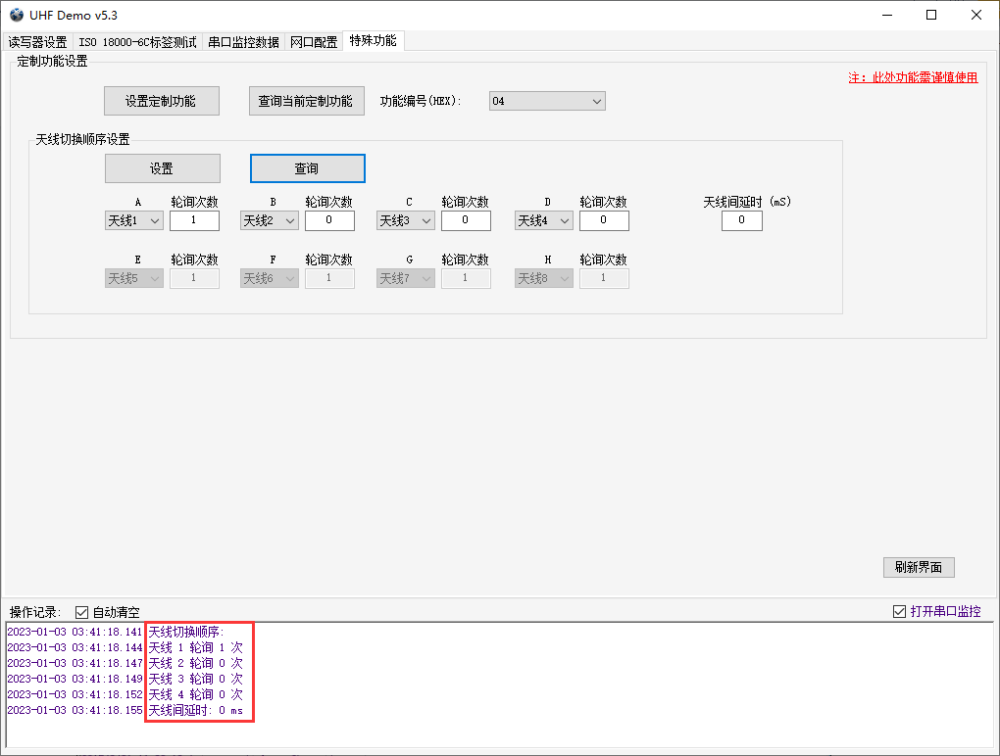 UHF Demo v5.3
读写器设置 ISO 18000-6C标签测试 串口监控数据 网口配置 特殊功能
定制功能设置
注：此处功能需谨慎使用
设置定制功能 查询当前定制功能 功能编号(HEX): 04
天线切换顺序设置
设置 查询
A 轮询次数 B 轮询次数 C 轮询次数 D 轮询次数 天线间延时 (mS)
天线1 1 天线2 0 天线3 0 天线4 0 0
E 轮询次数 F 轮询次数 G 轮询次数 H 轮询次数
天线5 1 天线6 1 天线7 1 天线8 1
刷新界面
操作记录: 自动清空 打开串口监控
2023-01-03 03:41:18.141 天线切换顺序:
2023-01-03 03:41:18.144 天线 1 轮询 1 次
2023-01-03 03:41:18.147 天线 2 轮询 0 次
2023-01-03 03:41:18.149 天线 3 轮询 0 次
2023-01-03 03:41:18.152 天线 4 轮询 0 次
2023-01-03 03:41:18.155 天线间延时: 0 ms